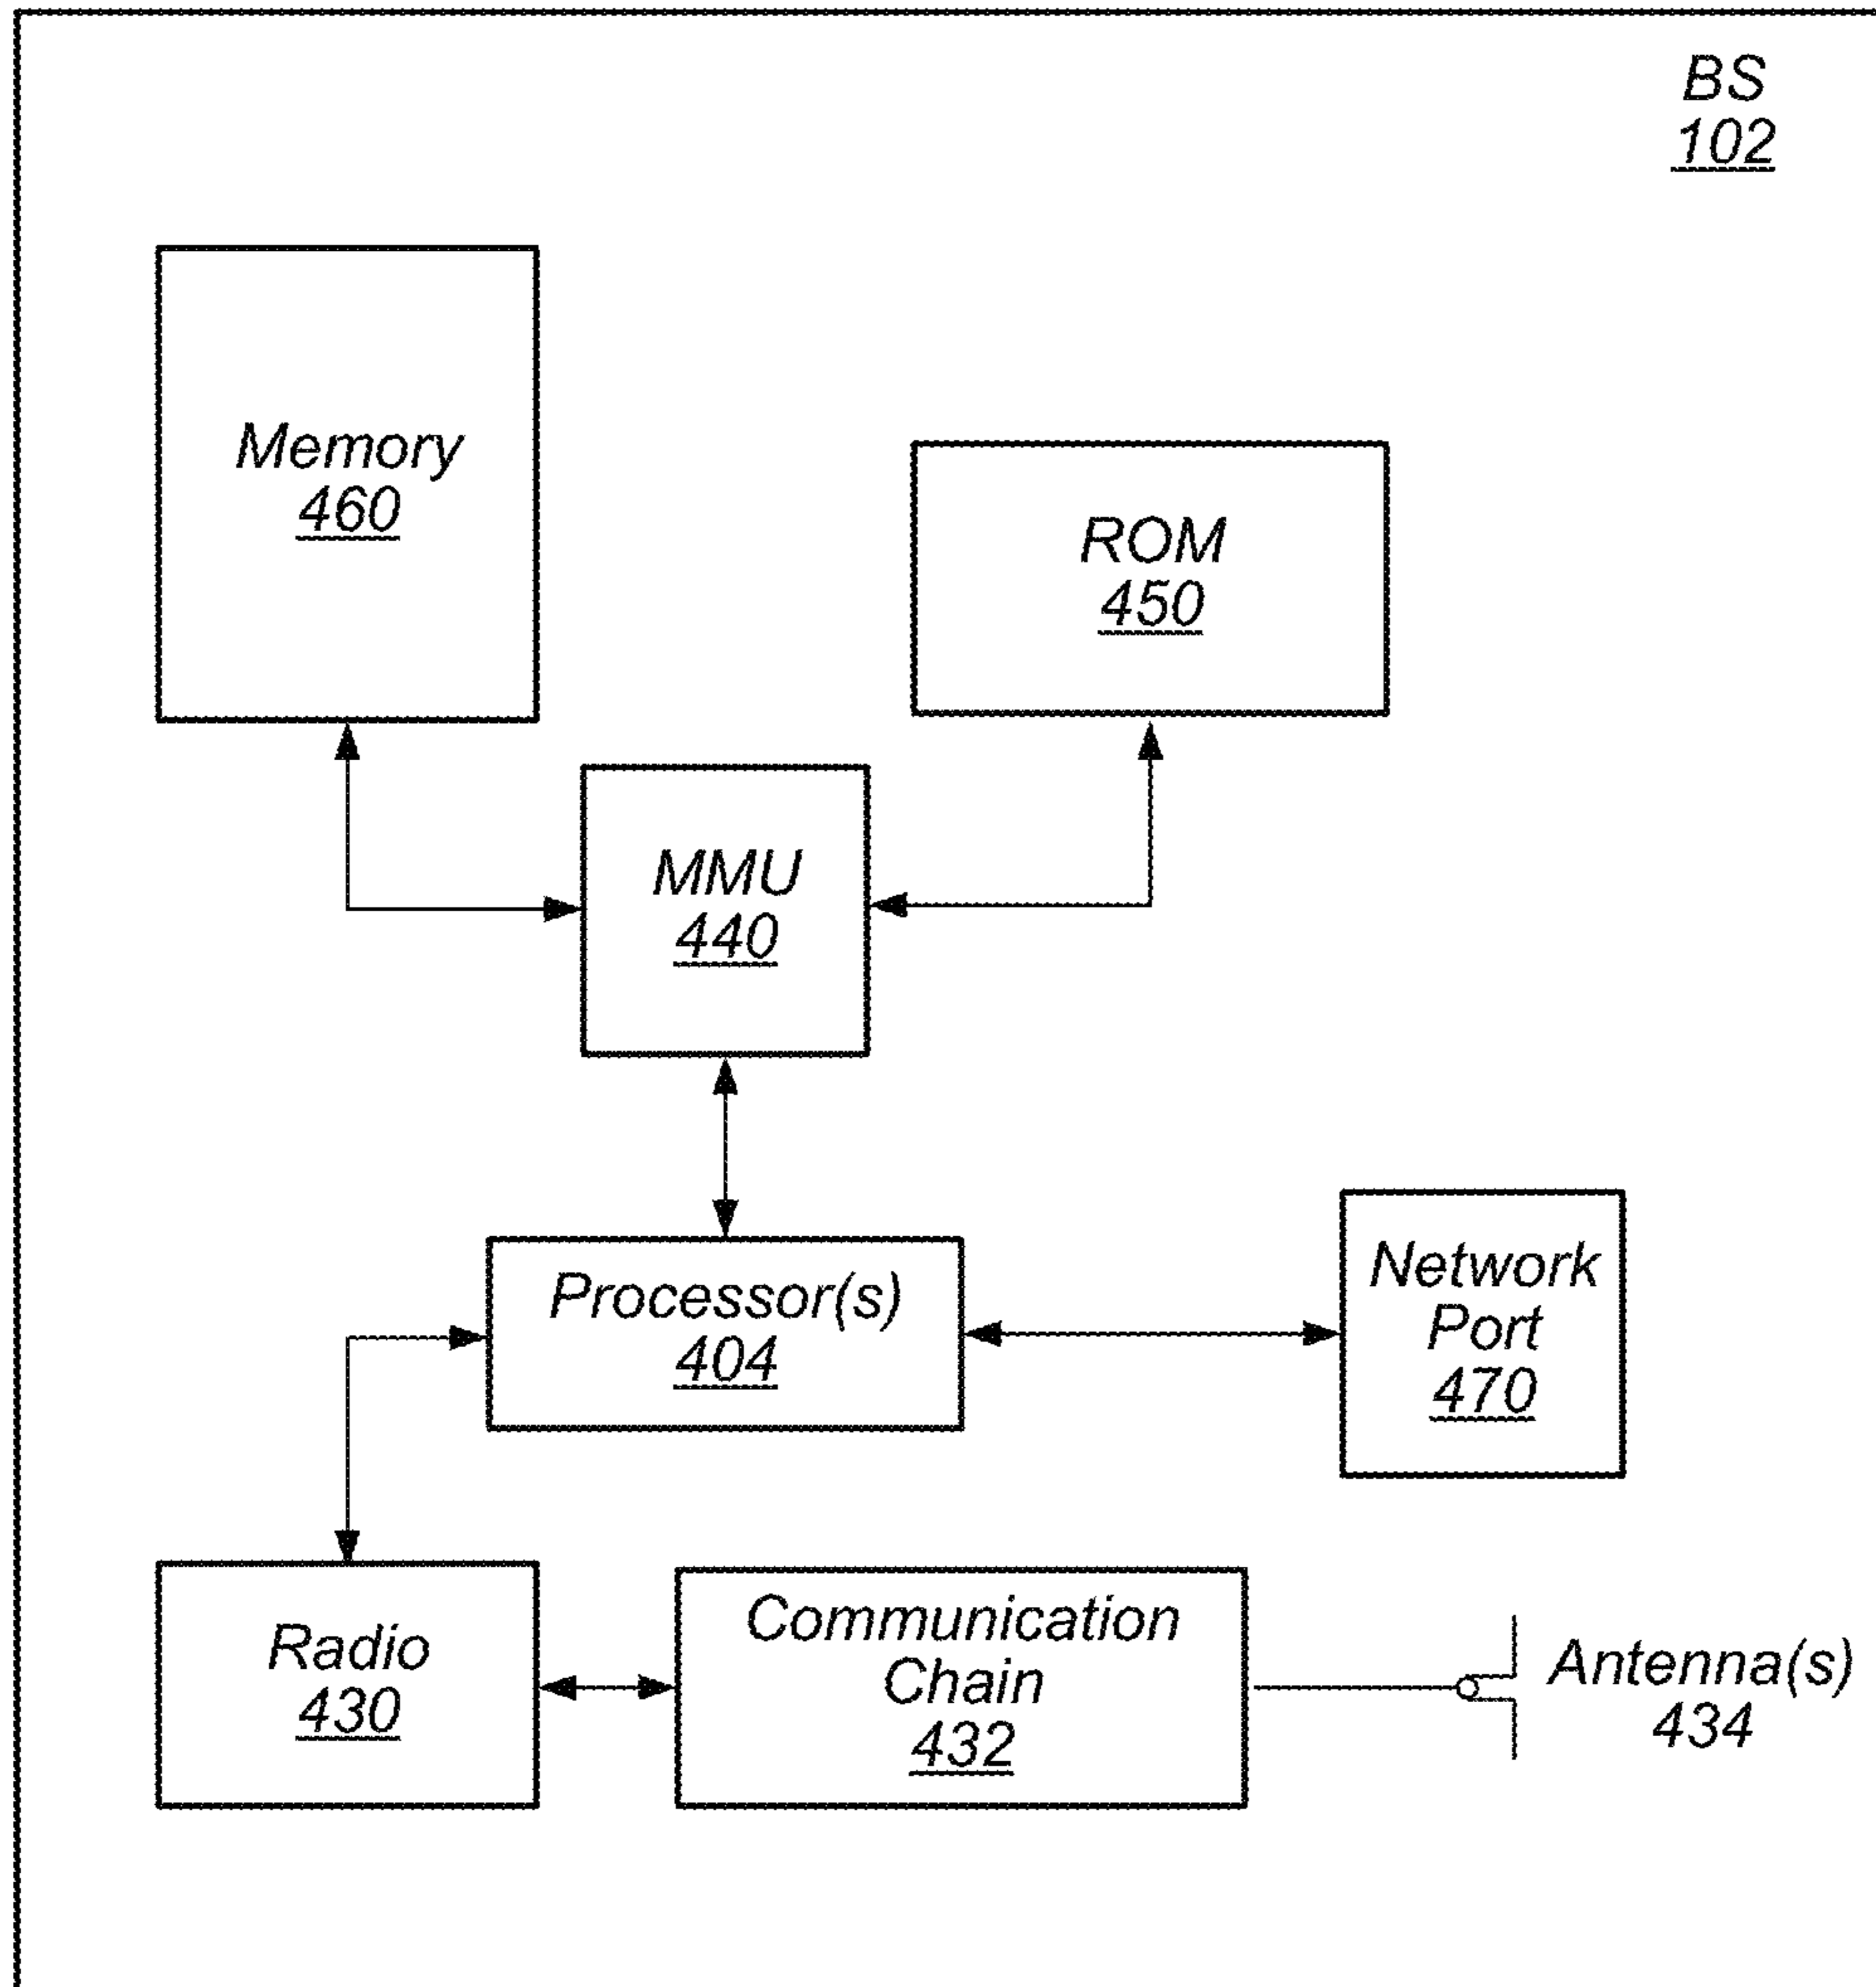 BS
102
Memory
460
ROM
450
MMU
440
Processor(s)
404
Network
Port
470
Radio
430
Communication
Chain
432
Antenna(s)
434